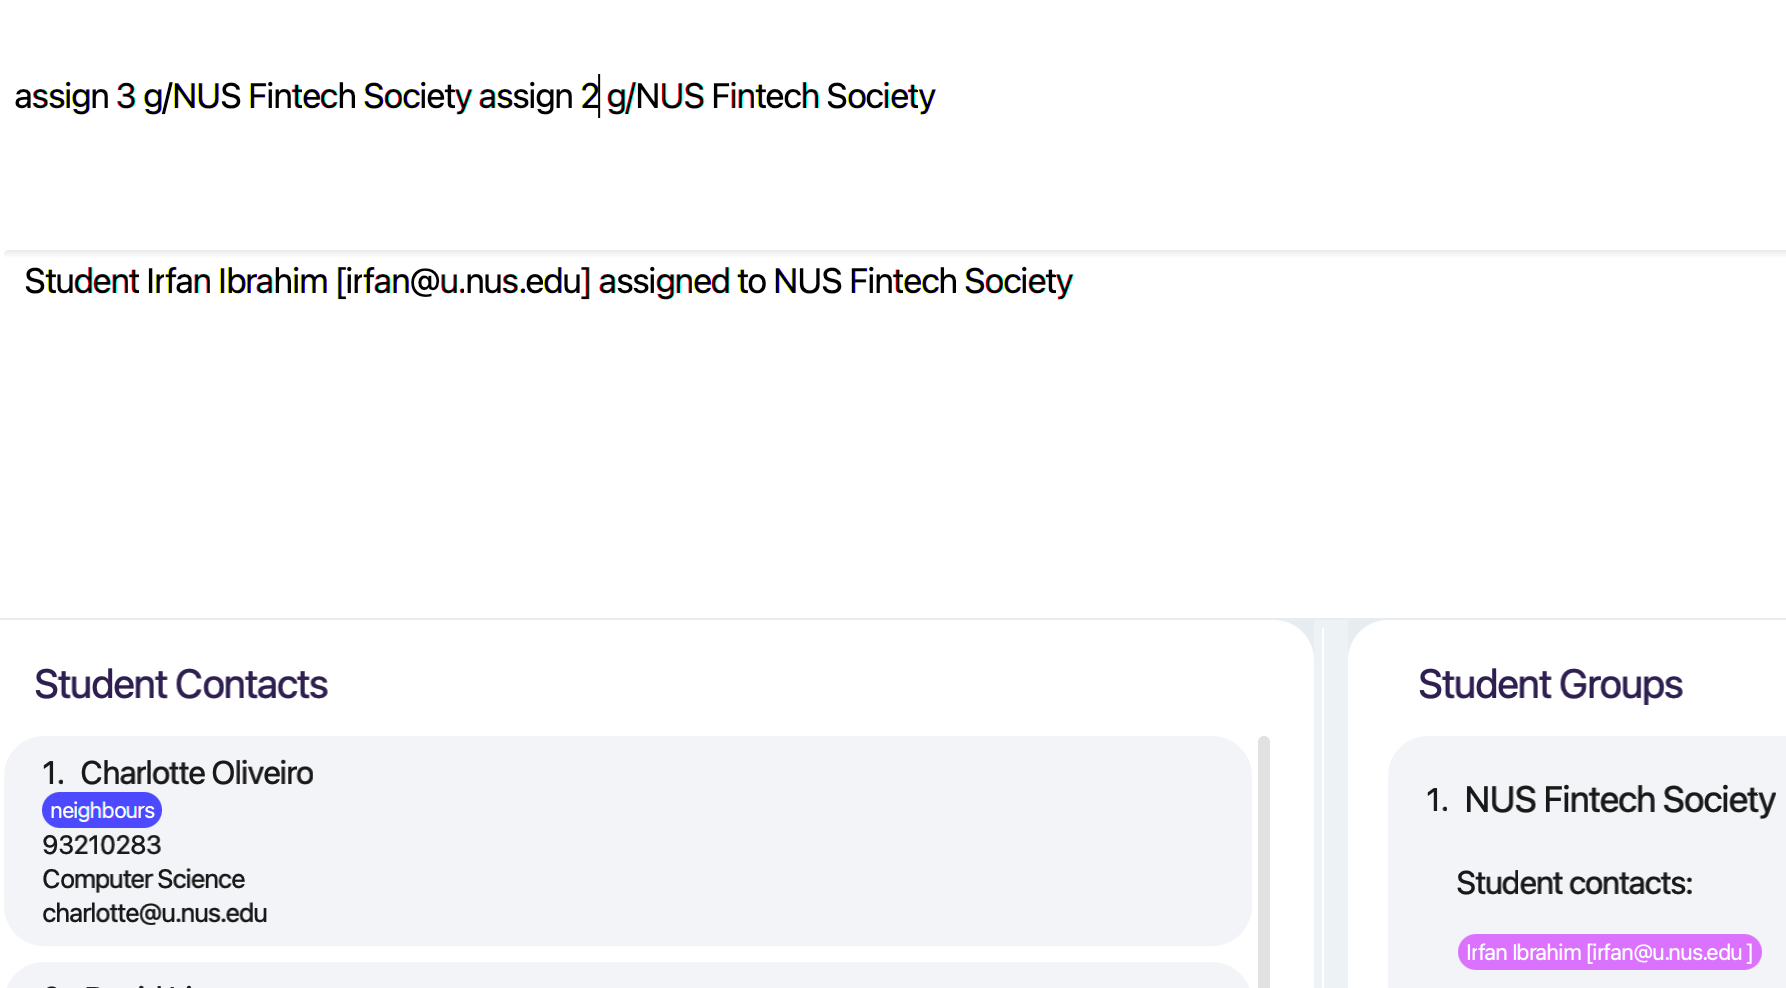 assign 3 g/NUS Fintech Society assign 2 g/NUS Fintech Society
Student Irfan Ibrahim [irfan@u.nus.edu] assigned to NUS Fintech Society
Student Contacts
1. Charlotte Oliveiro
neighbours
93210283
Computer Science
charlotte@u.nus.edu
Student Groups
1. NUS Fintech Society
Student contacts:
Irfan Ibrahim [irfan@u.nus.edu ]